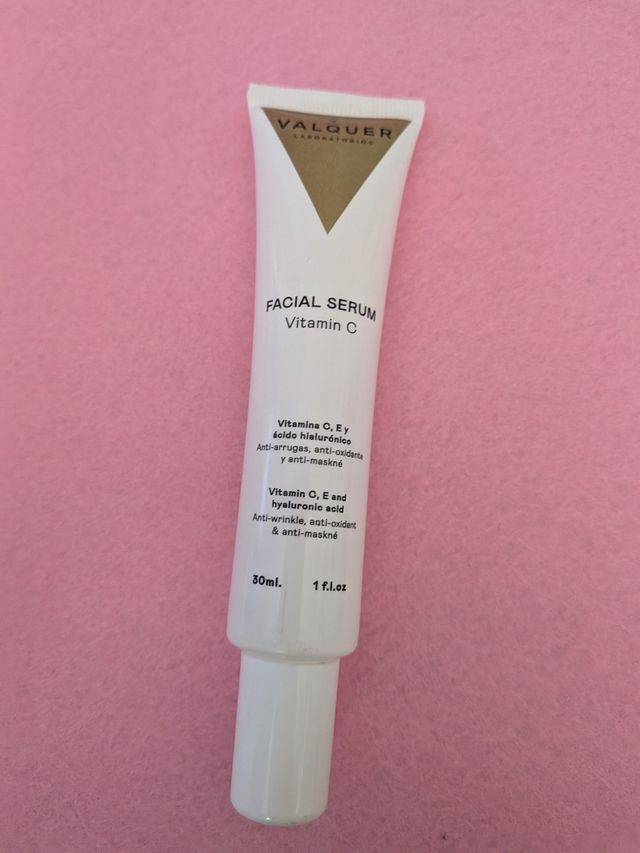 VALQUER
LABORATORIOS
FACIAL SERUM
Vitamin C
Vitamina C, E y
ácido hialurónico
Anti-arrugas, anti-oxidante
y anti-maskné
Vitamin C, E and
hyaluronic acid
Anti-wrinkle, anti-oxidant
& anti-maskné
30ml. 1 f.l.oz